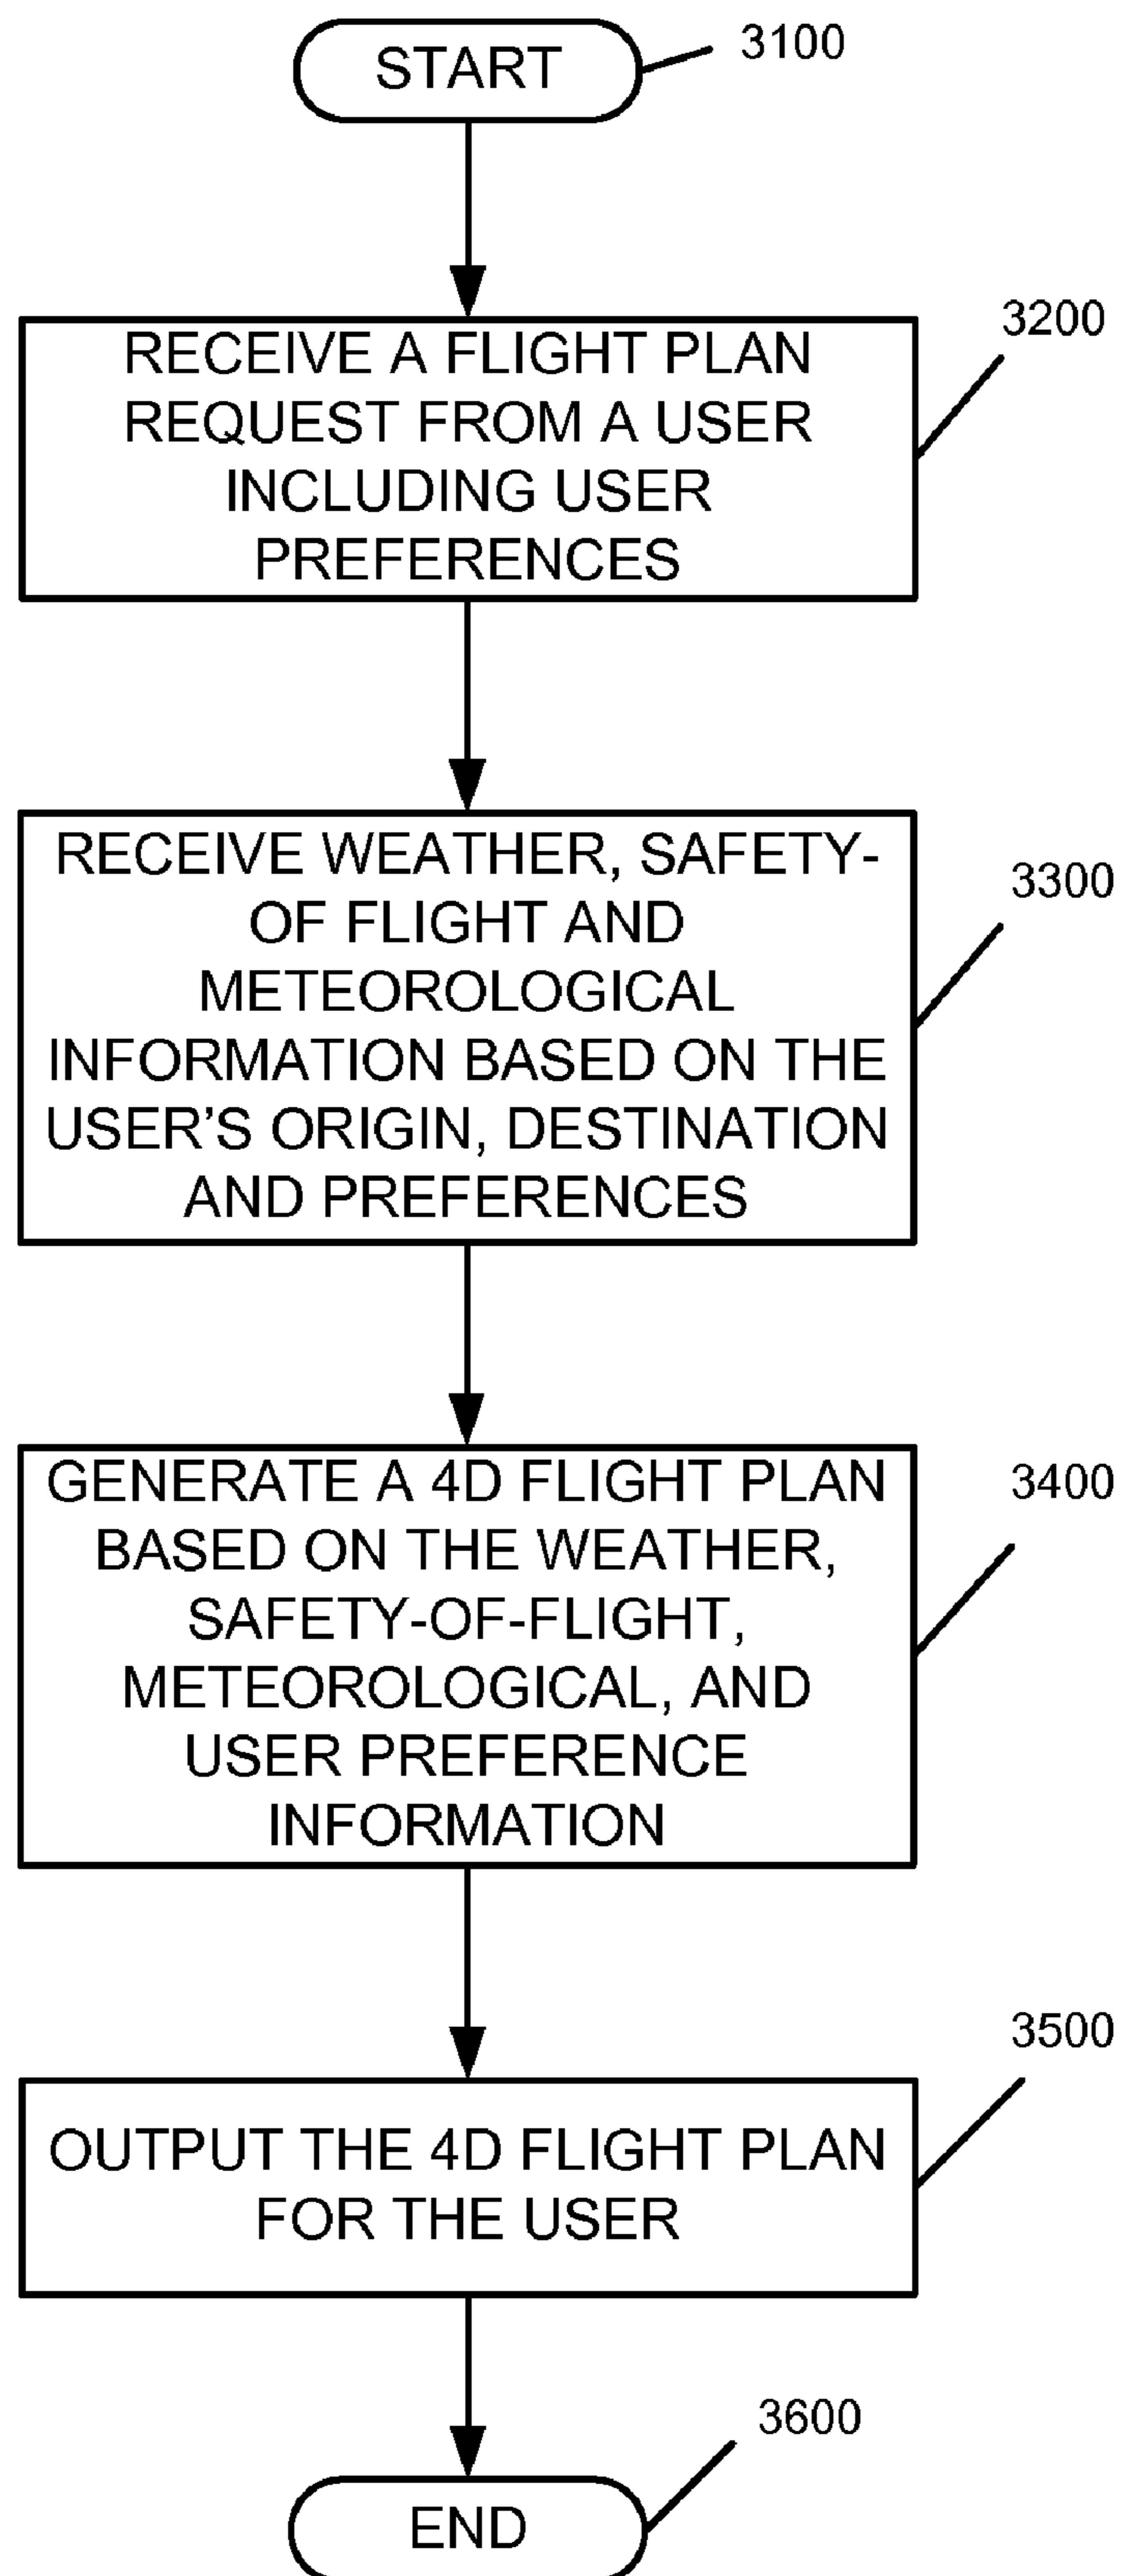 START
3100
RECEIVE A FLIGHT PLAN
REQUEST FROM A USER
INCLUDING USER
PREFERENCES
3200
RECEIVE WEATHER, SAFETY-
OF FLIGHT AND
METEOROLOGICAL
INFORMATION BASED ON THE
USER’S ORIGIN, DESTINATION
AND PREFERENCES
3300
GENERATE A 4D FLIGHT PLAN
BASED ON THE WEATHER,
SAFETY-OF-FLIGHT,
METEOROLOGICAL, AND
USER PREFERENCE
INFORMATION
3400
OUTPUT THE 4D FLIGHT PLAN
FOR THE USER
3500
END
3600